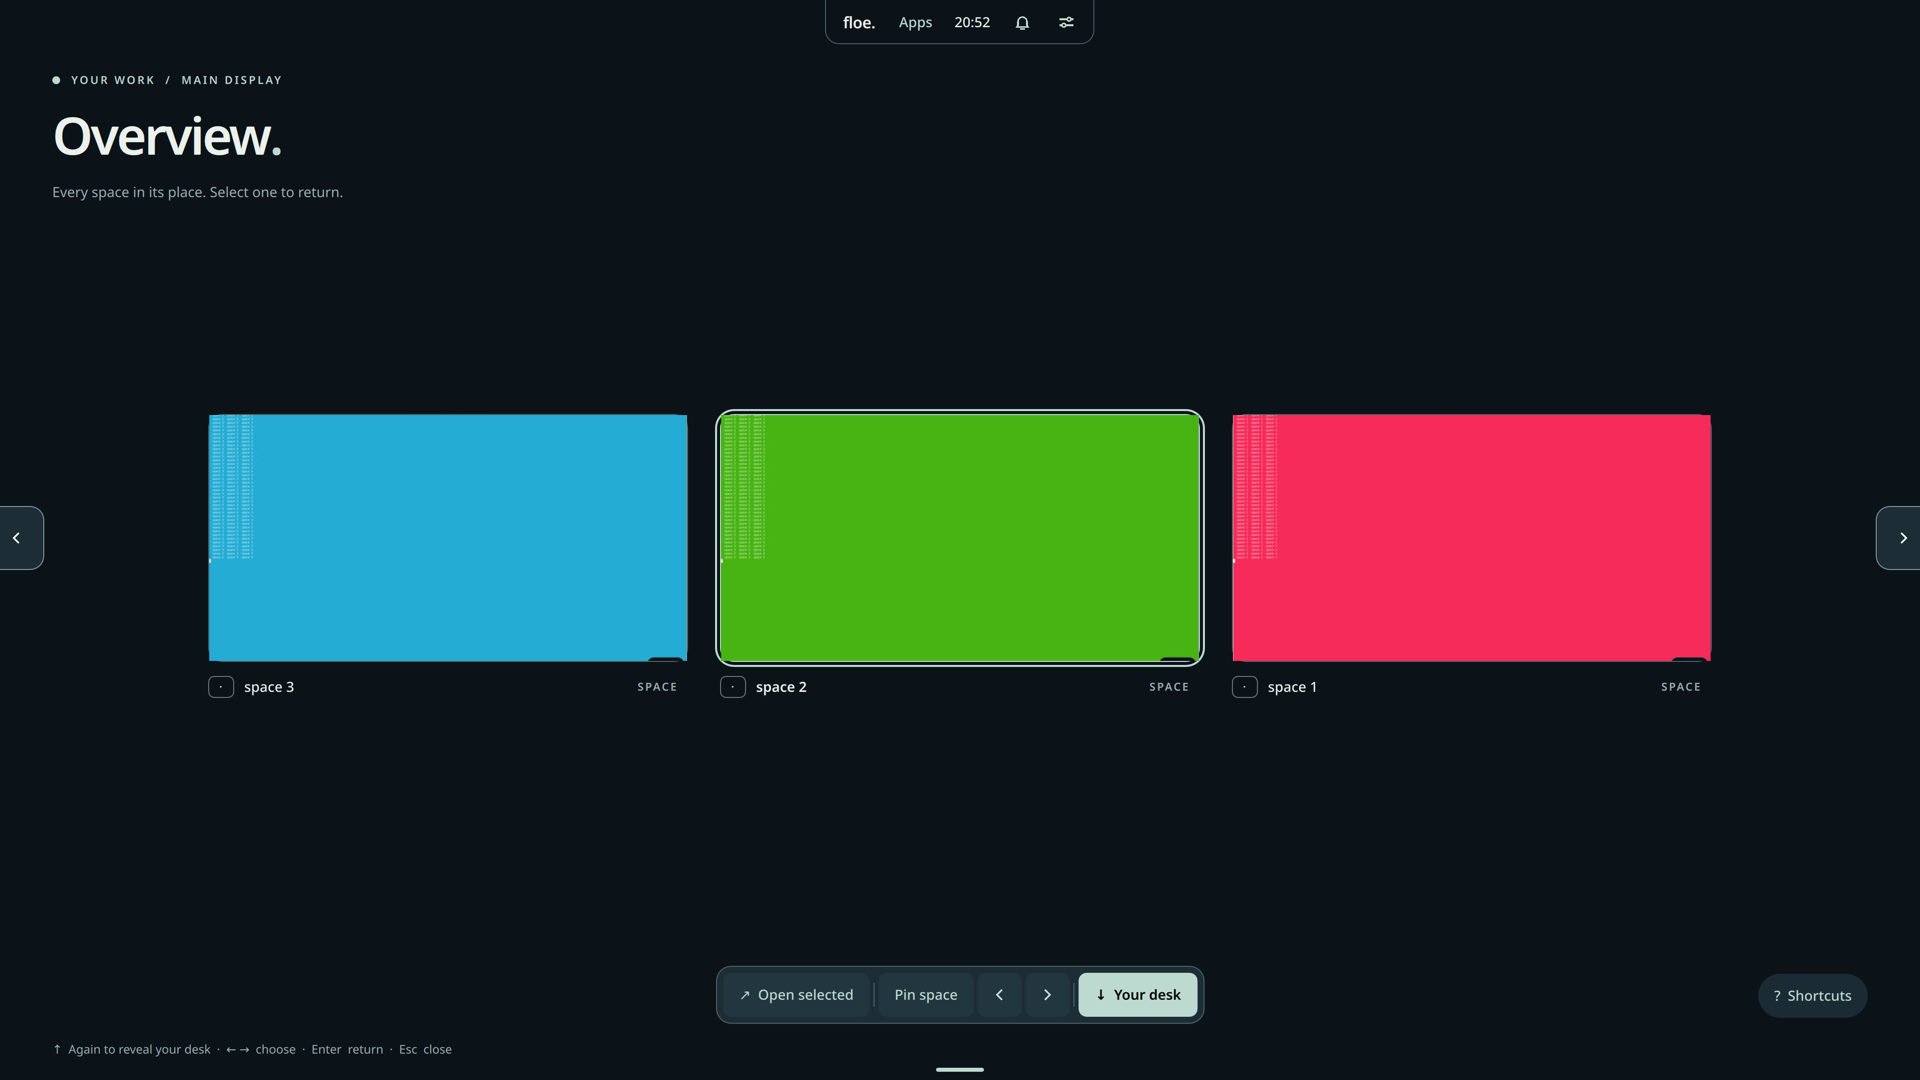 floe. Apps 20:52
YOUR WORK / MAIN DISPLAY
Overview.
Every space in its place. Select one to return.
space 3 SPACE
space 2 SPACE
space 1 SPACE
↗ Open selected Pin space ↓ Your desk
? Shortcuts
↑ Again to reveal your desk · ←→ choose · Enter return · Esc close